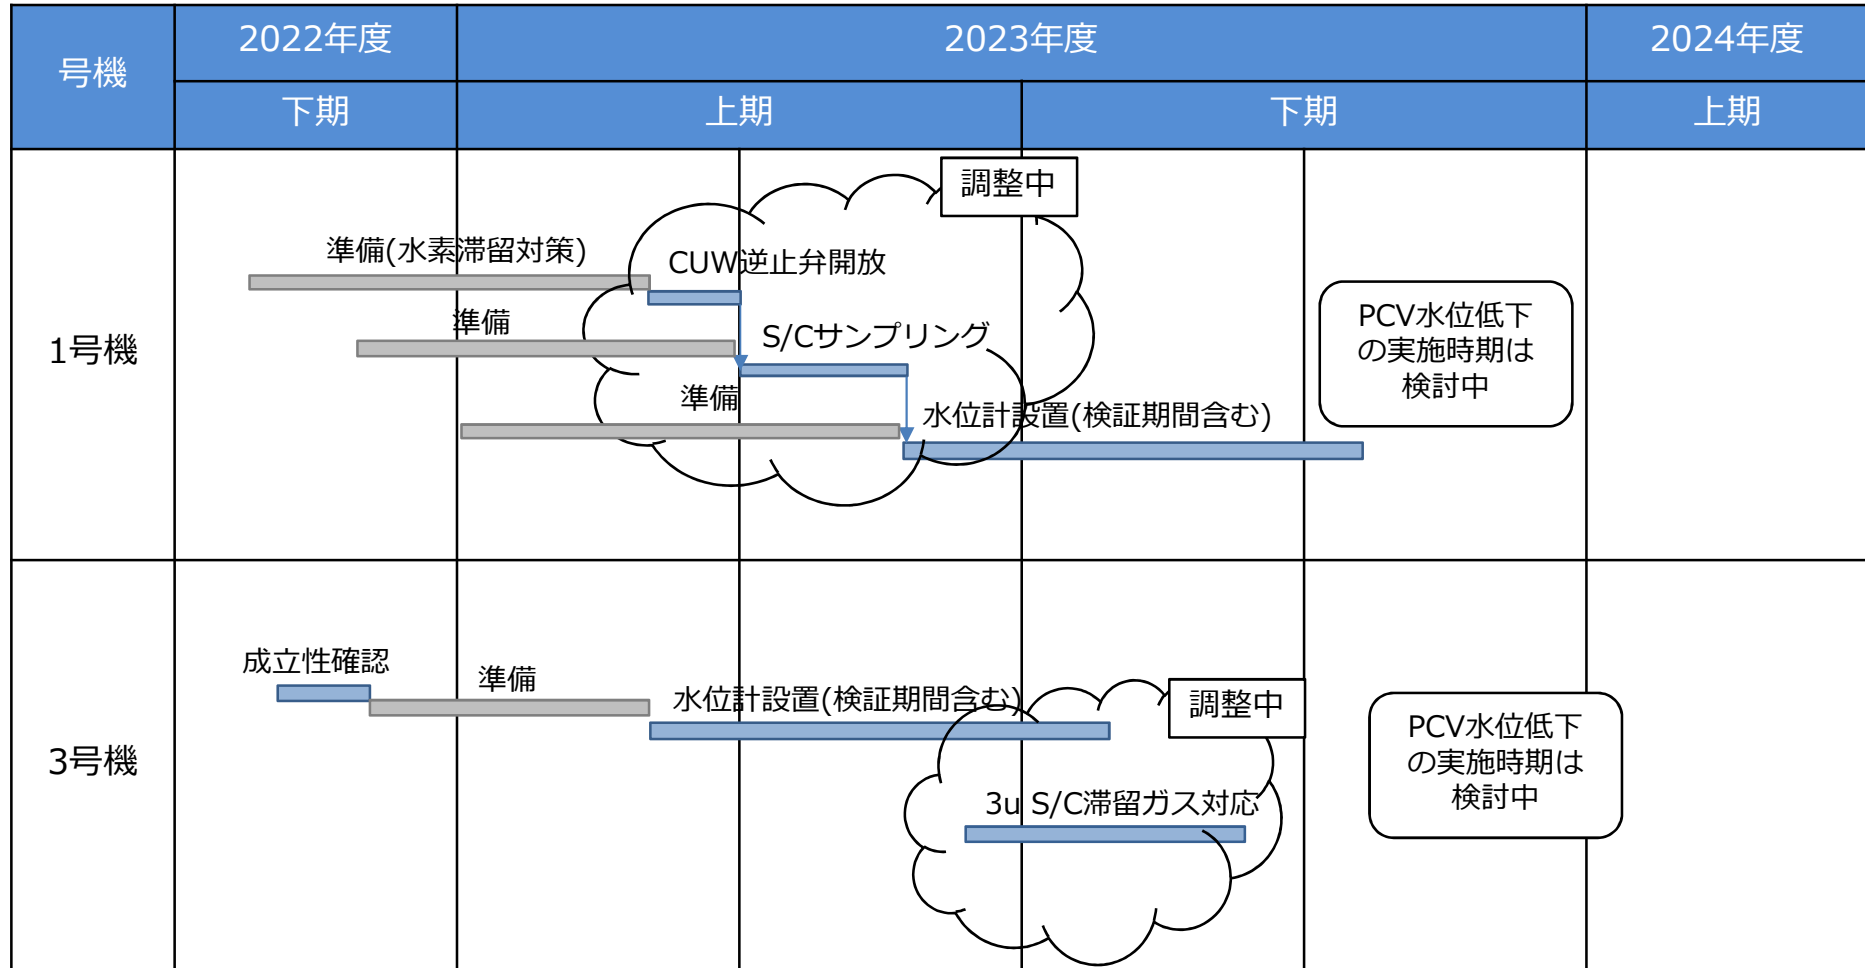 号機
2022年度
2023年度
2024年度
下期
上期
下期
上期
1号機
調整中
準備(水素滞留対策)
CUW逆止弁開放
準備
S/Cサンプリング
準備
水位計設置(検証期間含む)
PCV水位低下
の実施時期は
検討中
3号機
成立性確認
準備
水位計設置(検証期間含む)
調整中
3u S/C滞留ガス対応
PCV水位低下
の実施時期は
検討中